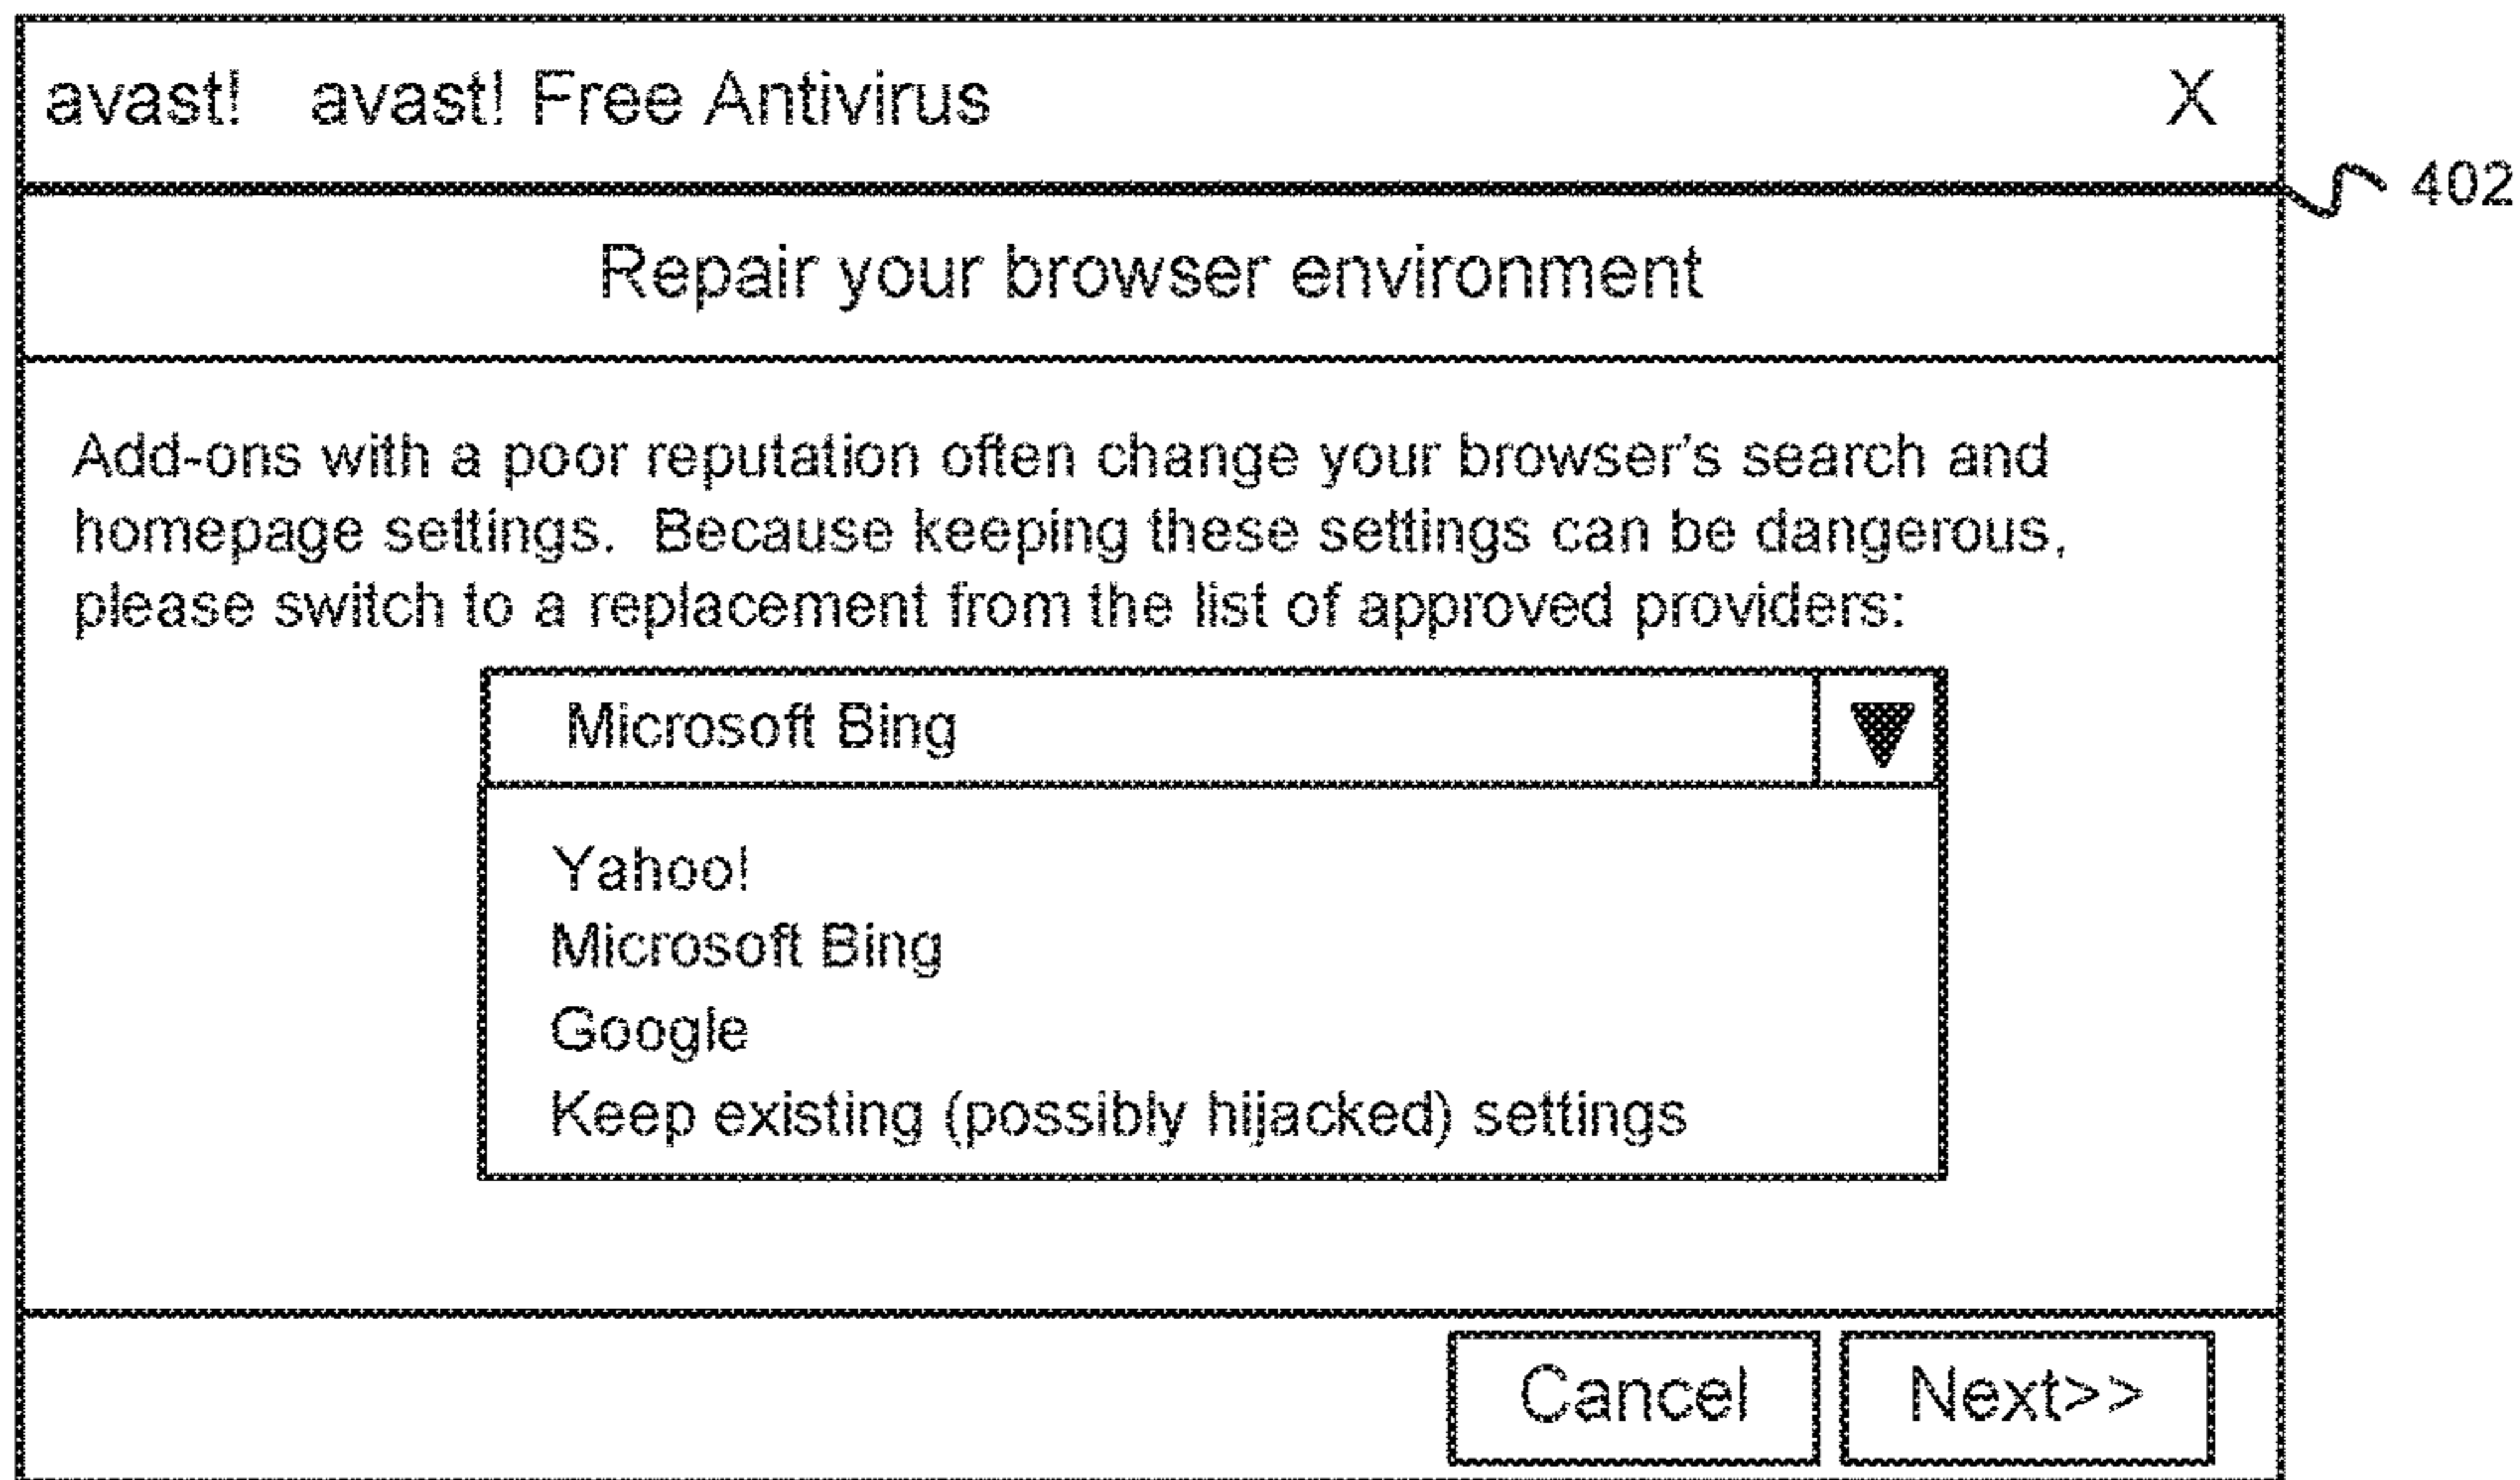 avast! avast! Free Antivirus X
402
Repair your browser environment
Add-ons with a poor reputation often change your browser's search and
homepage settings. Because keeping these settings can be dangerous,
please switch to a replacement from the list of approved providers:
Microsoft Bing
Yahoo!
Microsoft Bing
Google
Keep existing (possibly hijacked) settings
Cancel Next>>